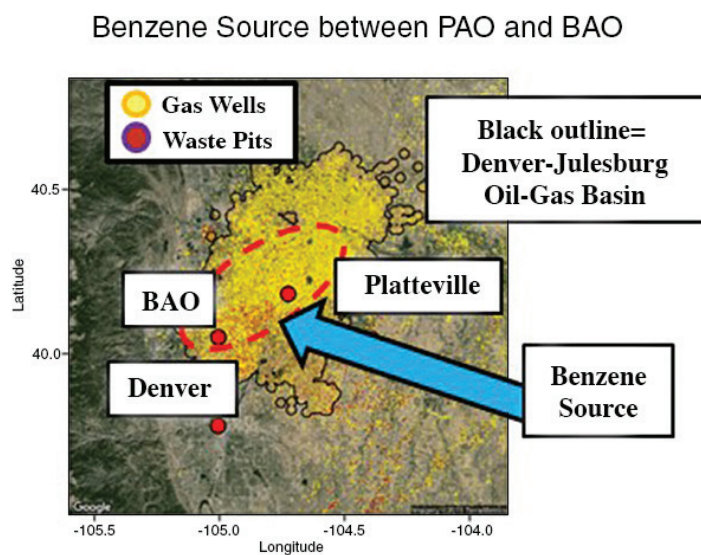 Benzene Source between PAO and BAO
Gas Wells
Waste Pits
Black outline=
Denver-Julesburg
Oil-Gas Basin
40.5
BAO
Platteville
Latitude
40.0
Denver
Benzene
Source
Google
-105.5
-105.0
-104.5
-104.0
Longitude